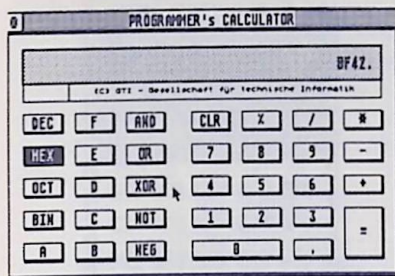 PROGRAMMER's CALCULATOR
BF42.
(C) GTI - Gesellschaft für technische Informatik
DEC F AND CLR % / *
HEX E OR 7 8 9 -
OCT D XOR 4 5 6 +
BIN C NOT 1 2 3 =
A B NEG 0 .